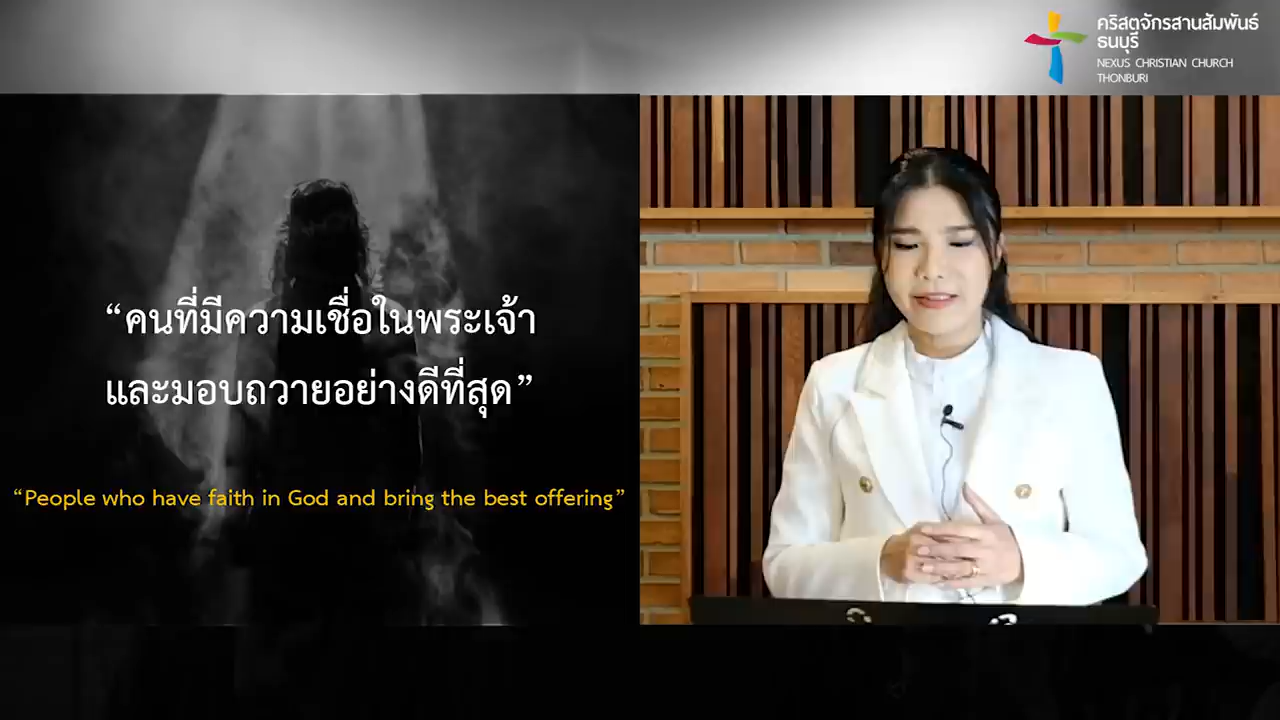 คริสตจักรสานสัมพันธ์
ธนบุรี
NEXUS CHRISTIAN CHURCH
THONBURI
“คนที่มีความเชื่อในพระเจ้า
และมอบถวายอย่างดีที่สุด”
“People who have faith in God and bring the best offering”